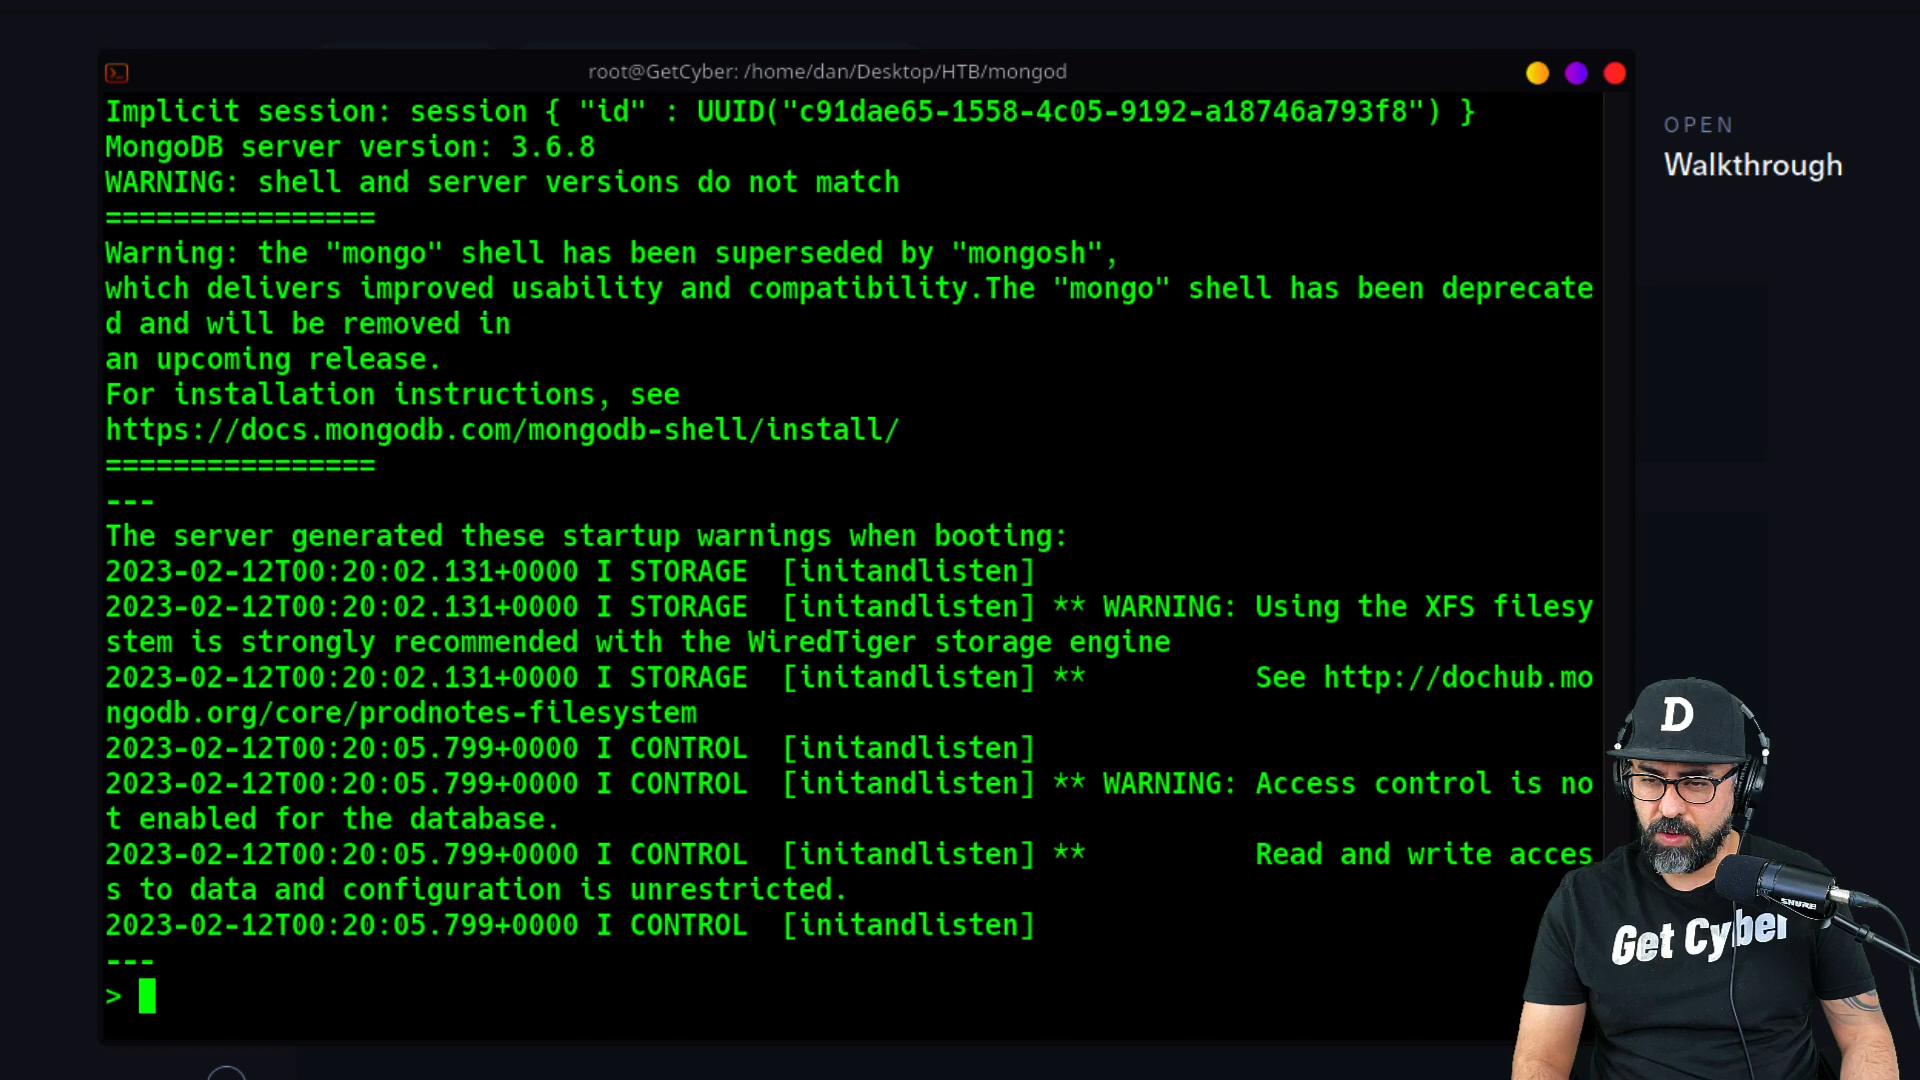 root@GetCyber: /home/dan/Desktop/HTB/mongod
Implicit session: session { "id" : UUID("c91dae65-1558-4c05-9192-a18746a793f8") }
MongoDB server version: 3.6.8
WARNING: shell and server versions do not match
================
Warning: the "mongo" shell has been superseded by "mongosh",
which delivers improved usability and compatibility.The "mongo" shell has been deprecate
d and will be removed in
an upcoming release.
For installation instructions, see
https://docs.mongodb.com/mongodb-shell/install/
================
---
The server generated these startup warnings when booting:
2023-02-12T00:20:02.131+0000 I STORAGE  [initandlisten]
2023-02-12T00:20:02.131+0000 I STORAGE  [initandlisten] ** WARNING: Using the XFS filesy
stem is strongly recommended with the WiredTiger storage engine
2023-02-12T00:20:02.131+0000 I STORAGE  [initandlisten] **          See http://dochub.mo
ngodb.org/core/prodnotes-filesystem
2023-02-12T00:20:05.799+0000 I CONTROL  [initandlisten]
2023-02-12T00:20:05.799+0000 I CONTROL  [initandlisten] ** WARNING: Access control is no
t enabled for the database.
2023-02-12T00:20:05.799+0000 I CONTROL  [initandlisten] **          Read and write acces
s to data and configuration is unrestricted.
2023-02-12T00:20:05.799+0000 I CONTROL  [initandlisten]
---
>
OPEN
Walkthrough
D
SHURE
Get Cyber